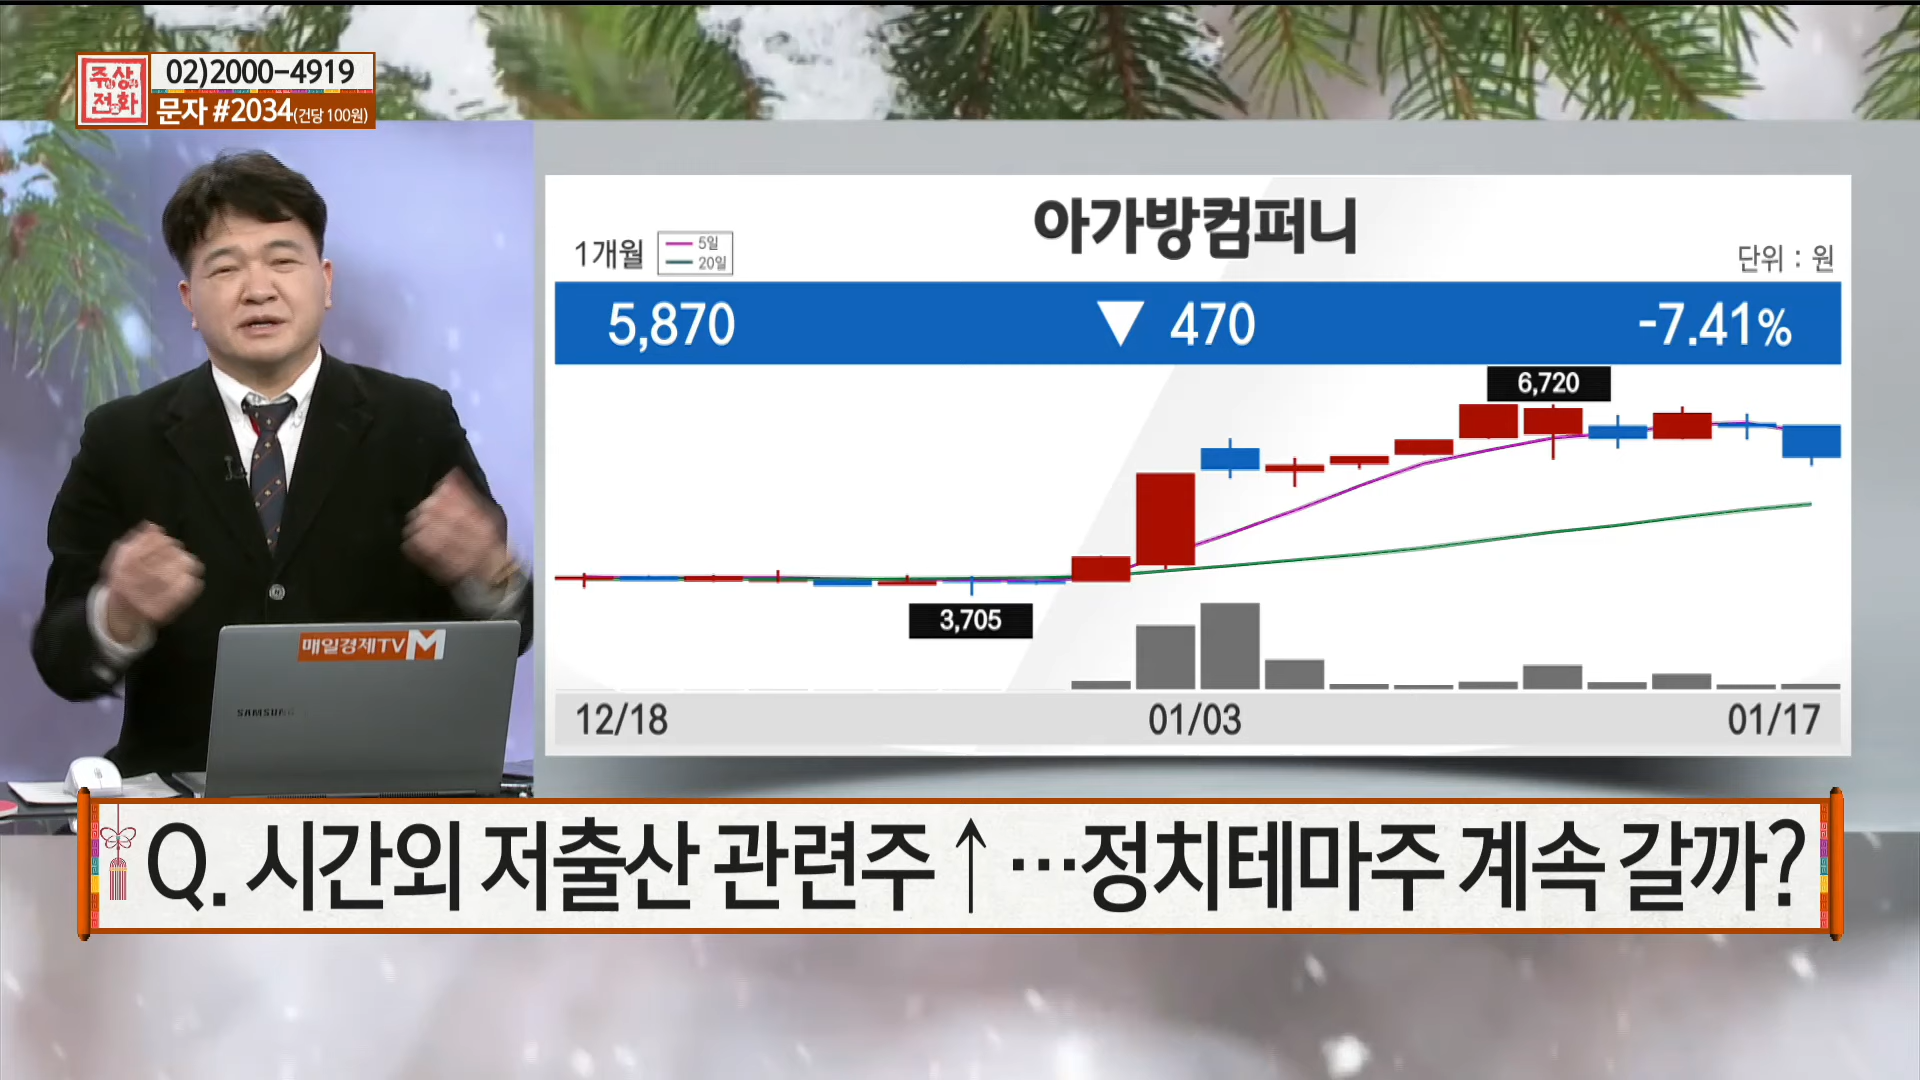 주상
전화
02)2000-4919
문자 #2034(건당 100원)
아가방컴퍼니
1개월
5일
20일
단위 : 원
5,870 ▼ 470 -7.41%
6,720
3,705
12/18 01/03 01/17
매일경제TV M
SAMSUNG
Q. 시간외 저출산 관련주↑…정치테마주 계속 갈까?